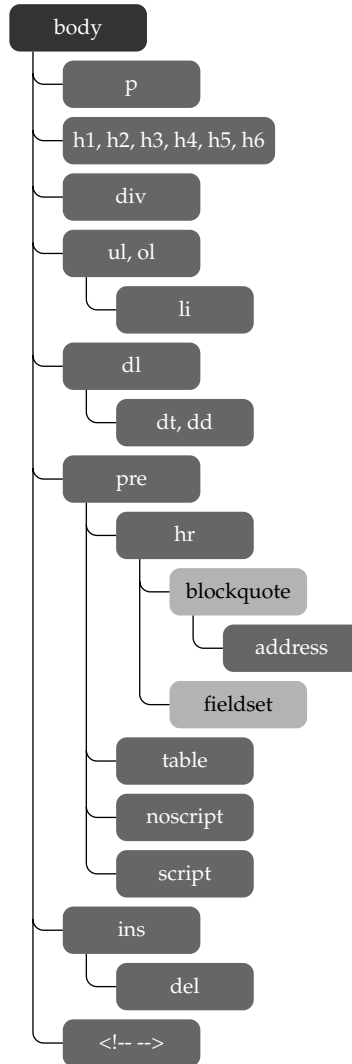 body
p
h1, h2, h3, h4, h5, h6
div
ul, ol
li
dl
dt, dd
pre
hr
blockquote
address
fieldset
table
noscript
script
ins
del
<!-- -->